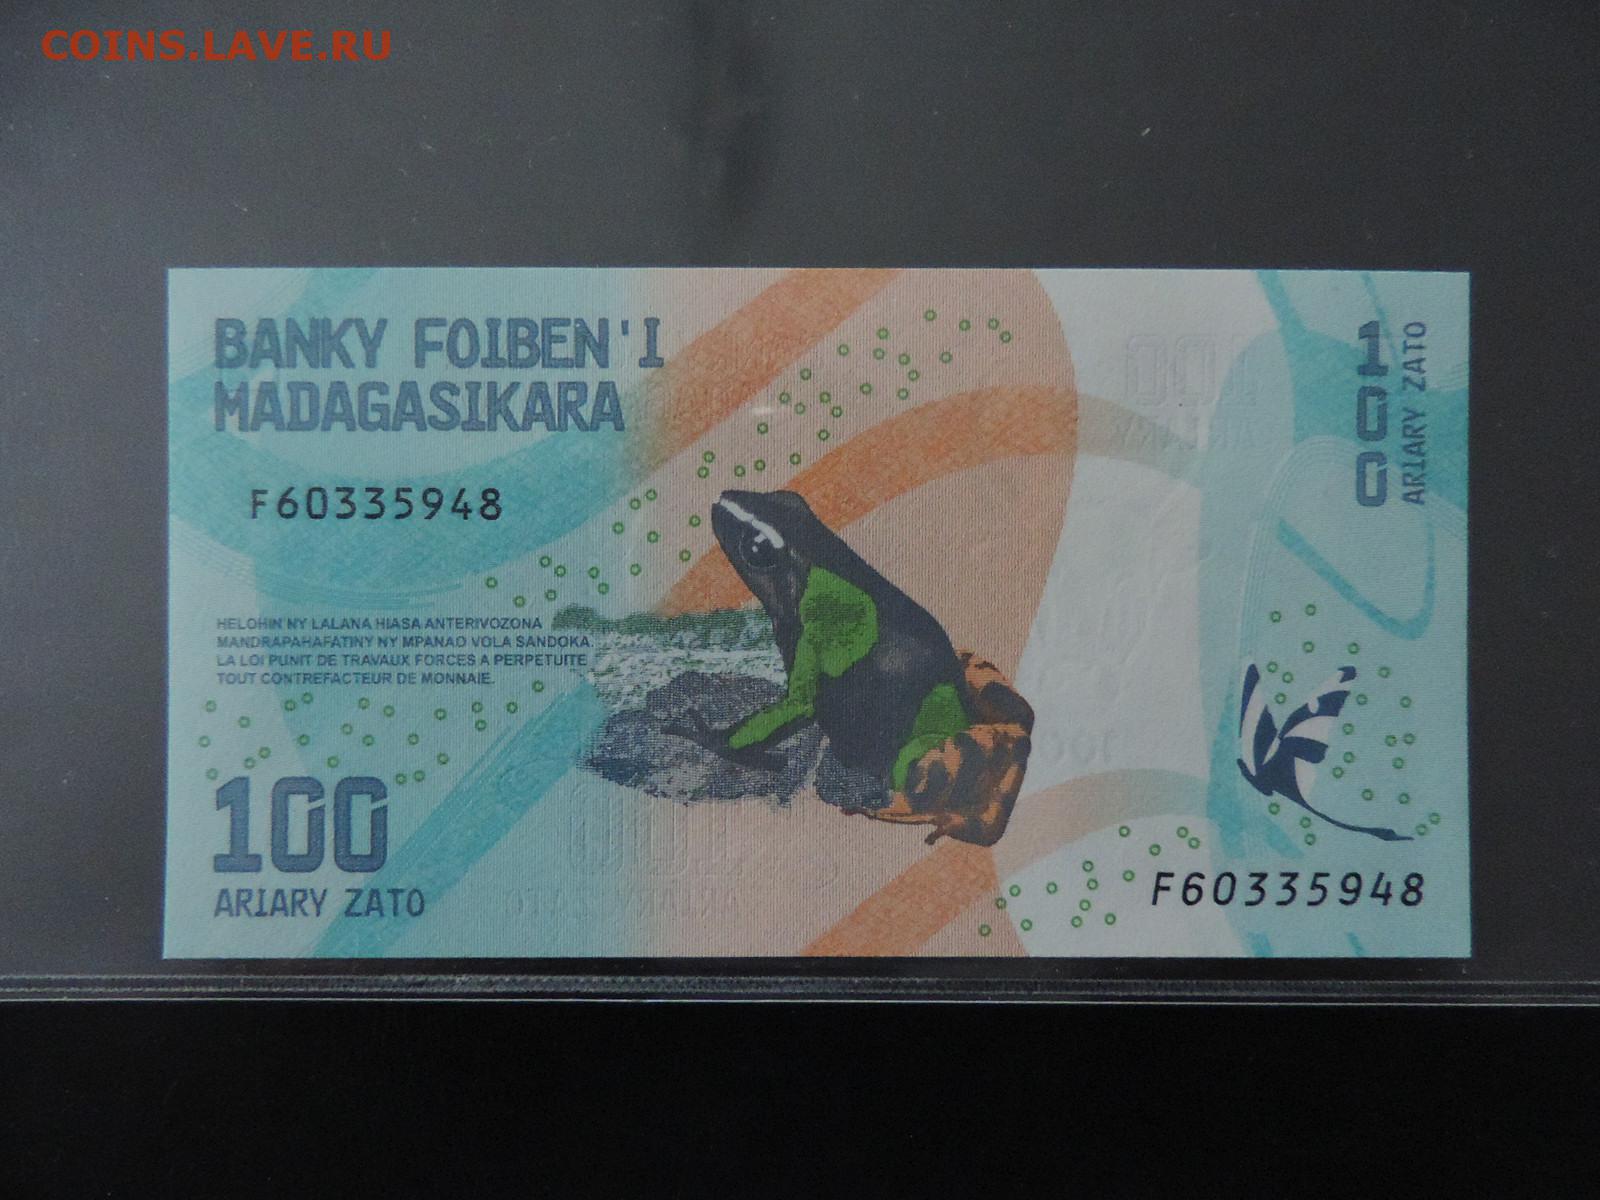 COINS.LAVE.RU
BANKY FOIBEN'I
MADAGASIKARA
F60335948
HELOHIN'NY LALANA HIASA ANTERIVOZONA
MANDRAPAHAFATINY NY MPANAO VOLA SANDOKA.
LA LOI PUNIT DE TRAVAUX FORCES A PERPETUITE
TOUT CONTREFACTEUR DE MONNAIE.
100
ARIARY ZATO
100
ARIARY ZATO
F60335948